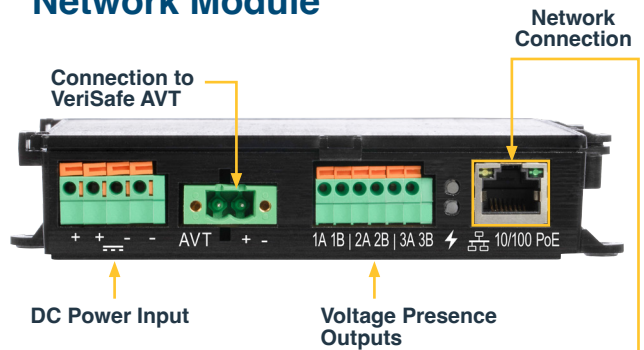 Network Module
Network
Connection
Connection to
VeriSafe AVT
+ + - -
AVT + -
1A 1B | 2A 2B | 3A 3B
10/100 PoE
DC Power Input
Voltage Presence
Outputs